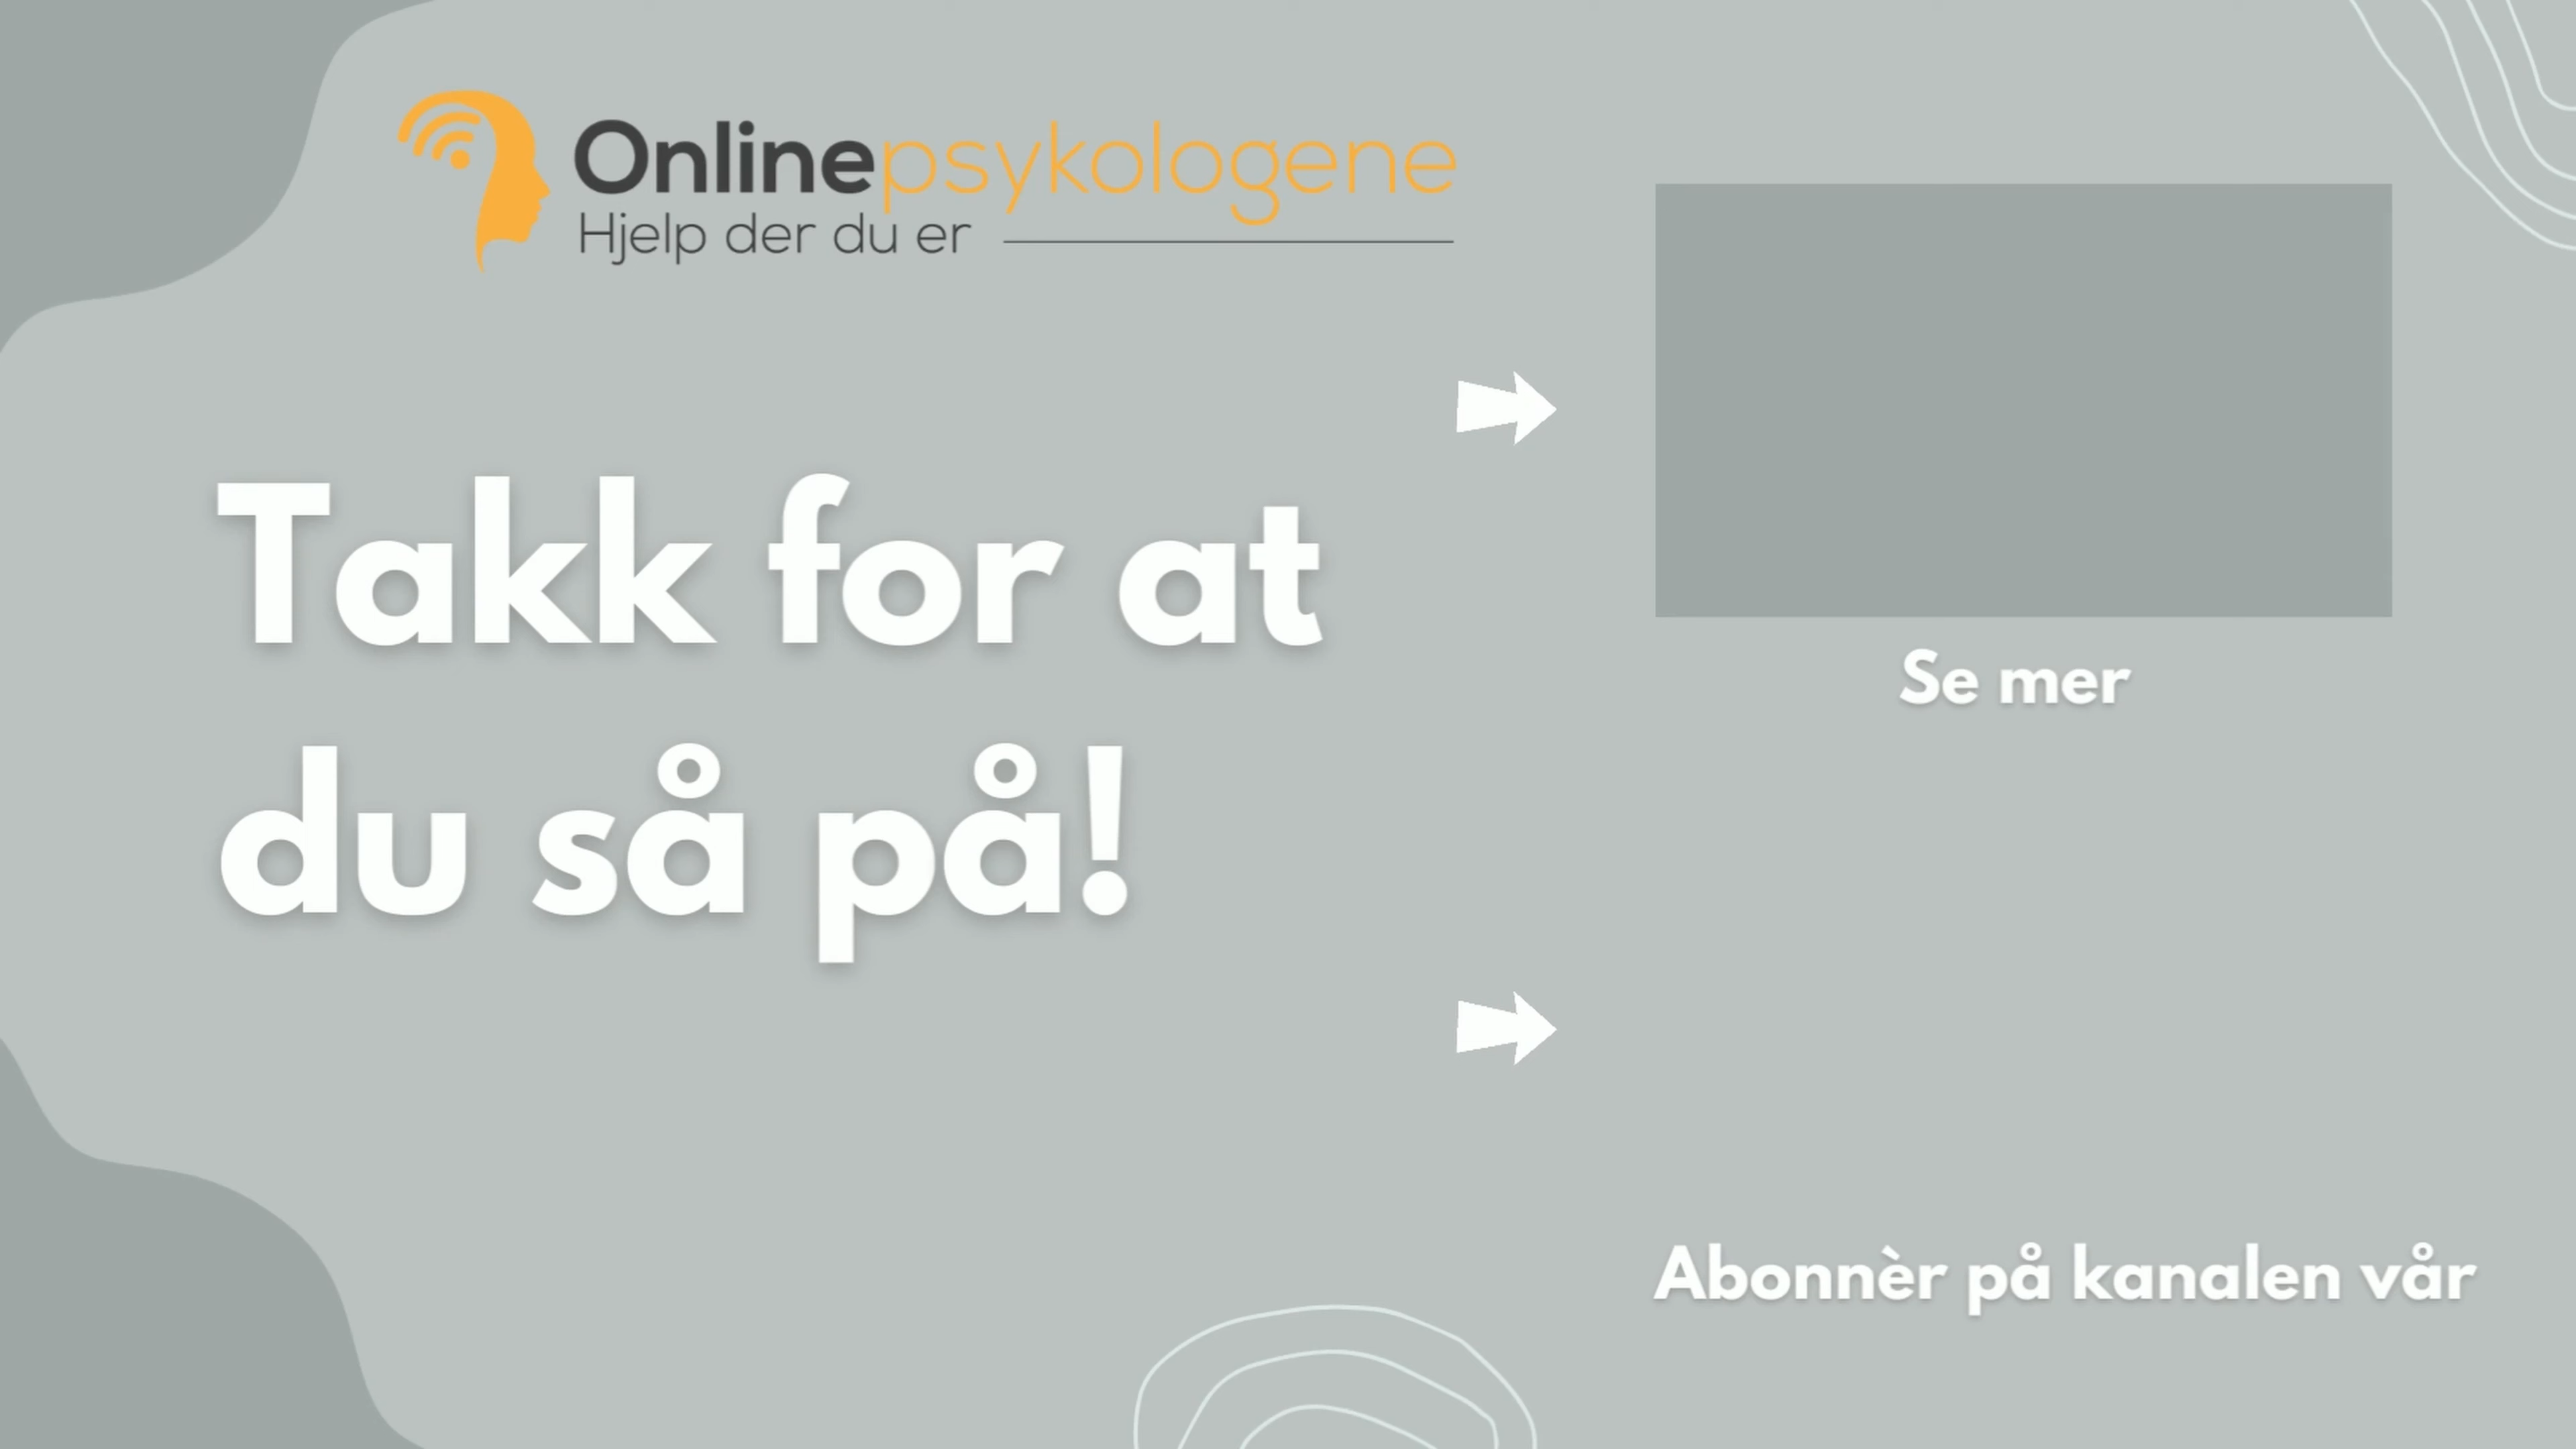 Onlinepsykologene
Hjelp der du er
Takk for at
du så på!
Se mer
Abonnèr på kanalen vår